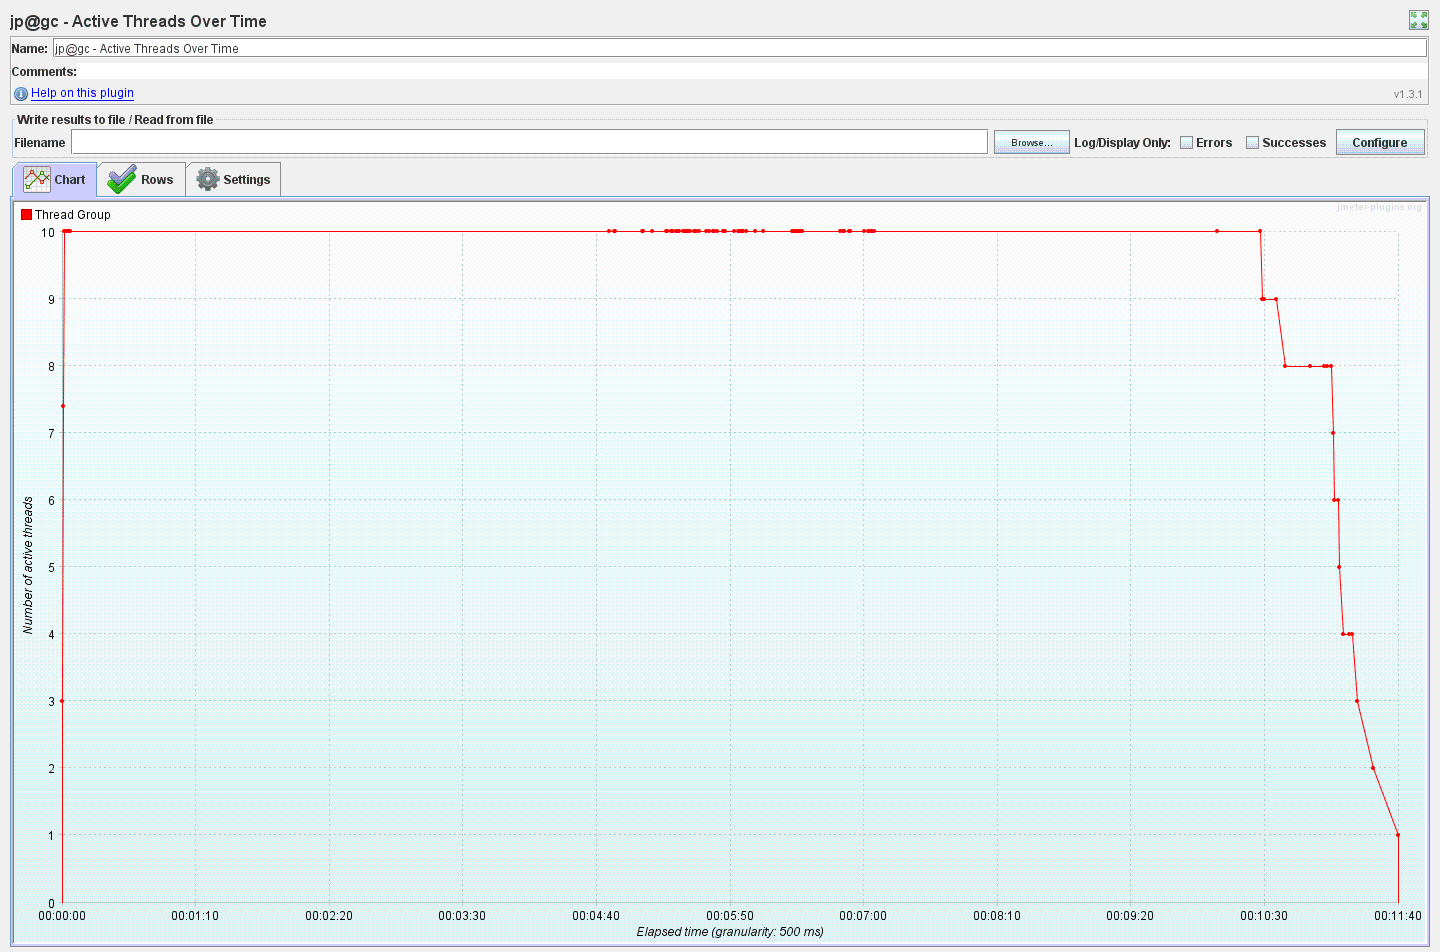 jp@gc - Active Threads Over Time
Name: jp@gc - Active Threads Over Time
Comments:
Help on this plugin
v1.3.1
Write results to file / Read from file
Filename Browse... Log/Display Only: Errors Successes Configure
Chart Rows Settings
Thread Group
jmeter-plugins.org
10
9
8
7
6
5
4
3
2
1
0
Number of active threads
00:00:00 00:01:10 00:02:20 00:03:30 00:04:40 00:05:50 00:07:00 00:08:10 00:09:20 00:10:30 00:11:40
Elapsed time (granularity: 500 ms)